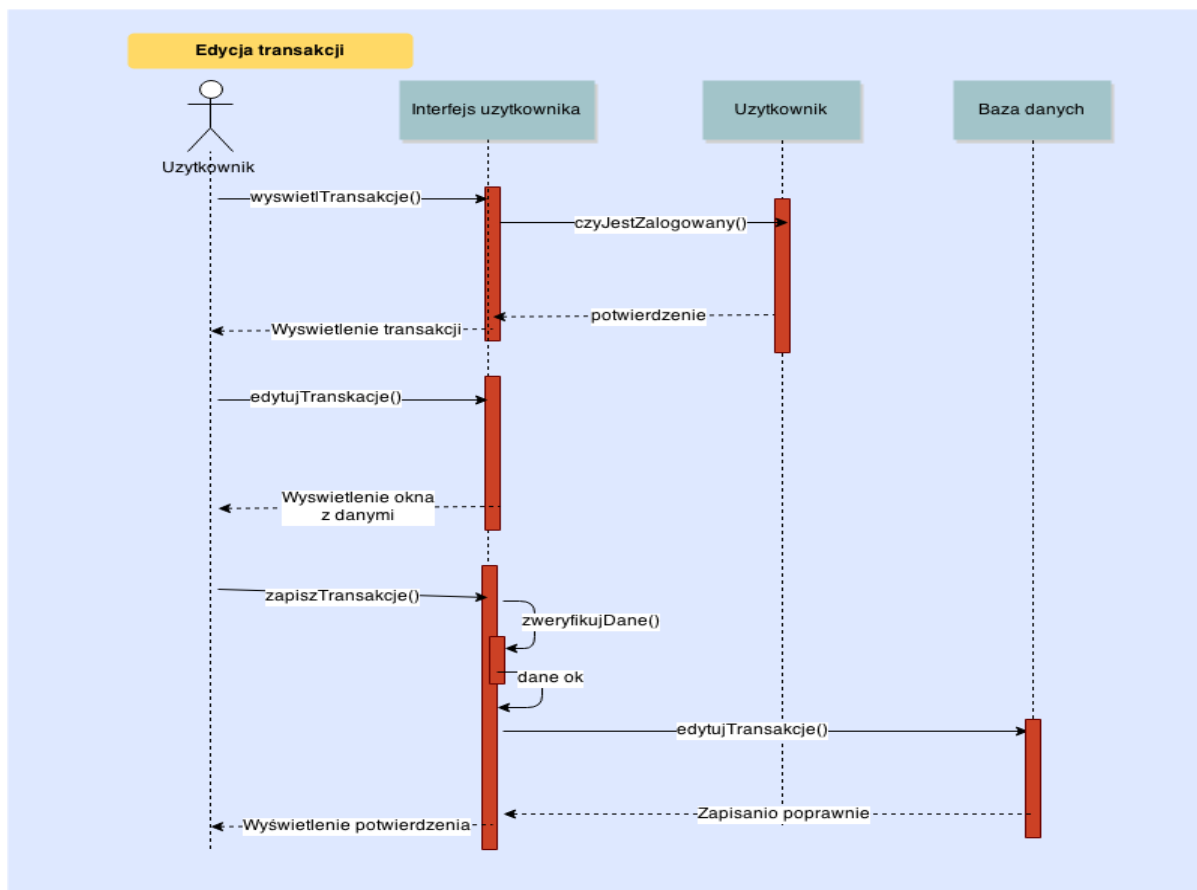 Edycja transakcji
Interfejs uzytkownika
Uzytkownik
Baza danych
Uzytkownik
wyswietlTransakcje()
czyJestZalogowany()
potwierdzenie
Wyswietlenie transakcji
edytujTranskacje()
Wyswietlenie okna
z danymi
zapiszTransakcje()
zweryfikujDane()
dane ok
edytujTransakcje()
Zapisanio poprawnie
Wyświetlenie potwierdzenia